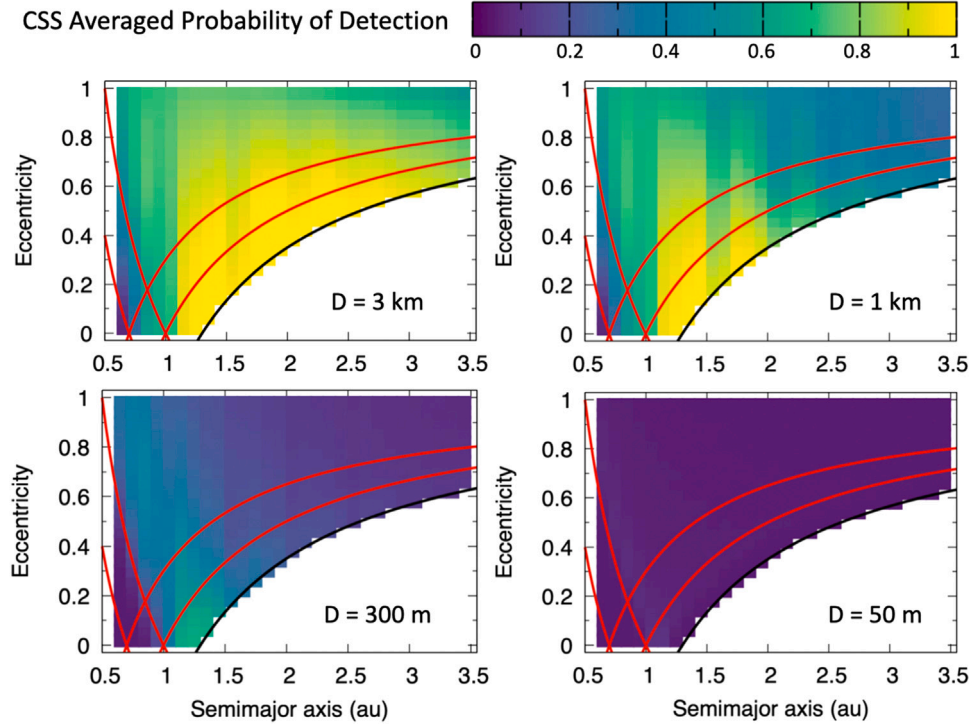 CSS Averaged Probability of Detection
0 0.2 0.4 0.6 0.8 1
Eccentricity
1
0.8
0.6
0.4
0.2
0
D = 3 km
0.5 1 1.5 2 2.5 3 3.5
Eccentricity
1
0.8
0.6
0.4
0.2
0
D = 1 km
0.5 1 1.5 2 2.5 3 3.5
Eccentricity
1
0.8
0.6
0.4
0.2
0
D = 300 m
0.5 1 1.5 2 2.5 3 3.5
Semimajor axis (au)
Eccentricity
1
0.8
0.6
0.4
0.2
0
D = 50 m
0.5 1 1.5 2 2.5 3 3.5
Semimajor axis (au)